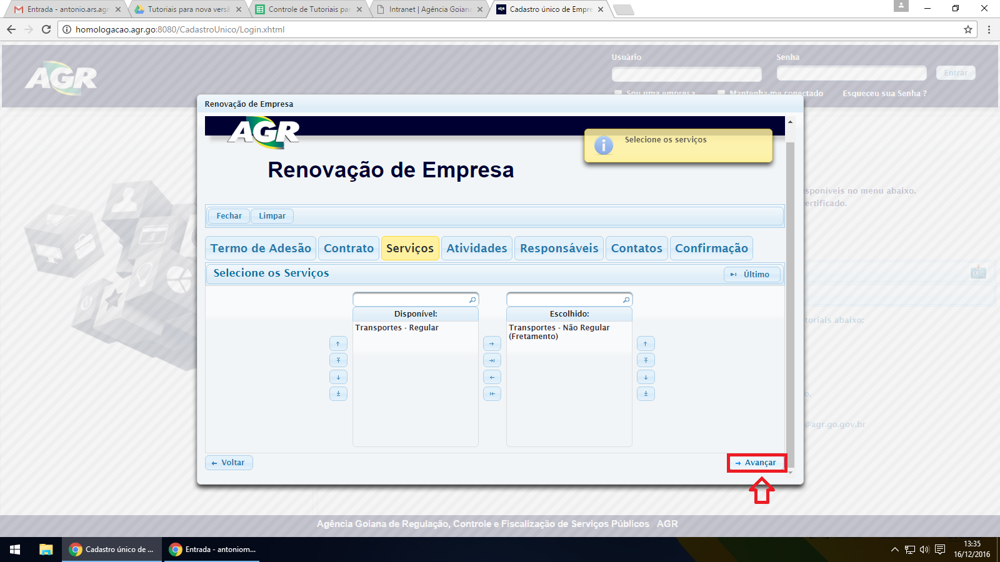 Entrada - antonio.ars.agr
Tutoriais para nova versã
Controle de Tutoriais pa
Intranet | Agência Goian
Cadastro único de Empre
homologacao.agr.go:8080/CadastroUnico/Login.xhtml
AGR
Usuário
Senha
Entrar
Sou uma empresa
Mantenha-me conectado
Esqueceu sua Senha ?
Renovação de Empresa
AGR
Selecione os serviços
Renovação de Empresa
sponíveis no menu abaixo.
ertificado.
Fechar
Limpar
Termo de Adesão
Contrato
Serviços
Atividades
Responsáveis
Contatos
Confirmação
Selecione os Serviços
Último
Disponível:
Escolhido:
Transportes - Regular
Transportes - Não Regular
(Fretamento)
toriais abaixo:
o.
@agr.go.gov.br
Voltar
Avançar
Agência Goiana de Regulação, Controle e Fiscalização de Serviços Públicos AGR
Cadastro único de ...
Entrada - antoniom...
13:35
16/12/2016